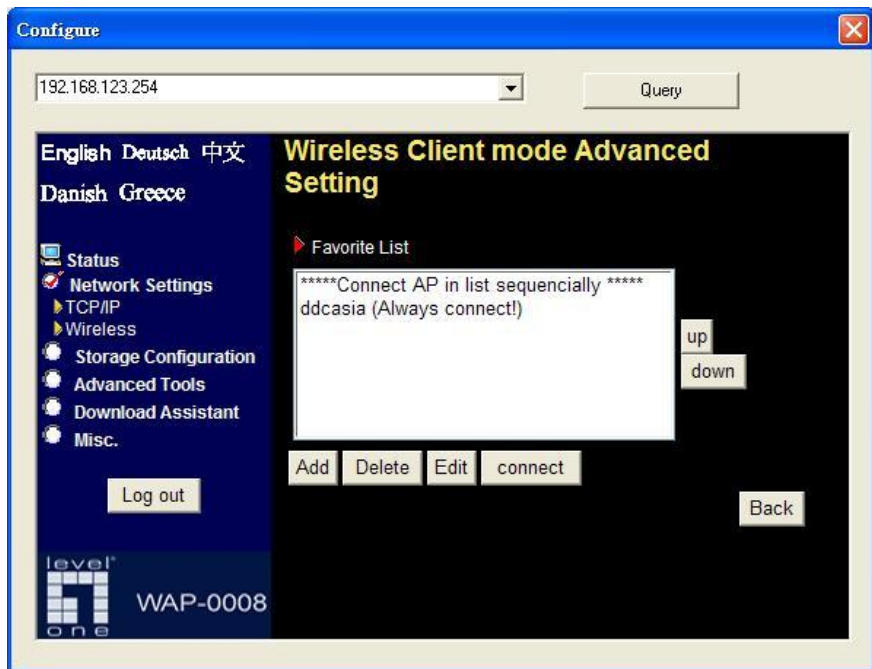 Configure
192.168.123.254
Query
English Deutsch 中文
Danish Greece
Status
Network Settings
TCP/IP
Wireless
Storage Configuration
Advanced Tools
Download Assistant
Misc.
Log out
level
one
WAP-0008
Wireless Client mode Advanced
Setting
Favorite List
*****Connect AP in list sequencially *****
ddcasia (Always connect!)
up
down
Add Delete Edit connect
Back